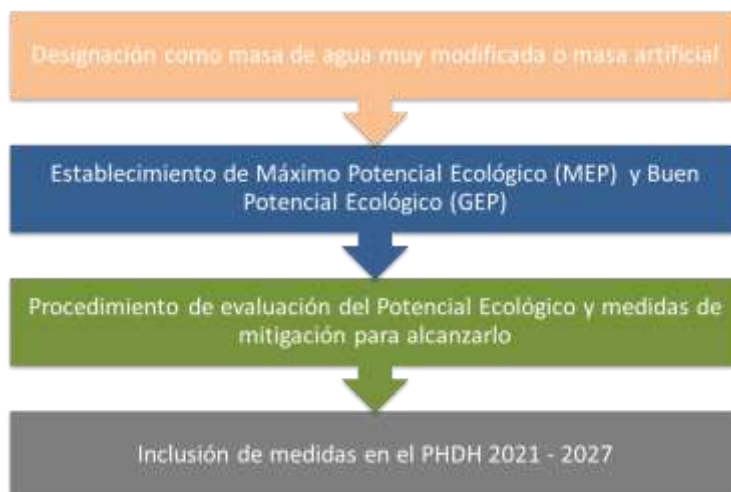 Designación como masa de agua muy modificada o masa artificial
Establecimiento de Máximo Potencial Ecológico (MEP) y Buen
Potencial Ecológico (GEP)
Procedimiento de evaluación del Potencial Ecológico y medidas de
mitigación para alcanzarlo
Inclusión de medidas en el PHDH 2021 - 2027